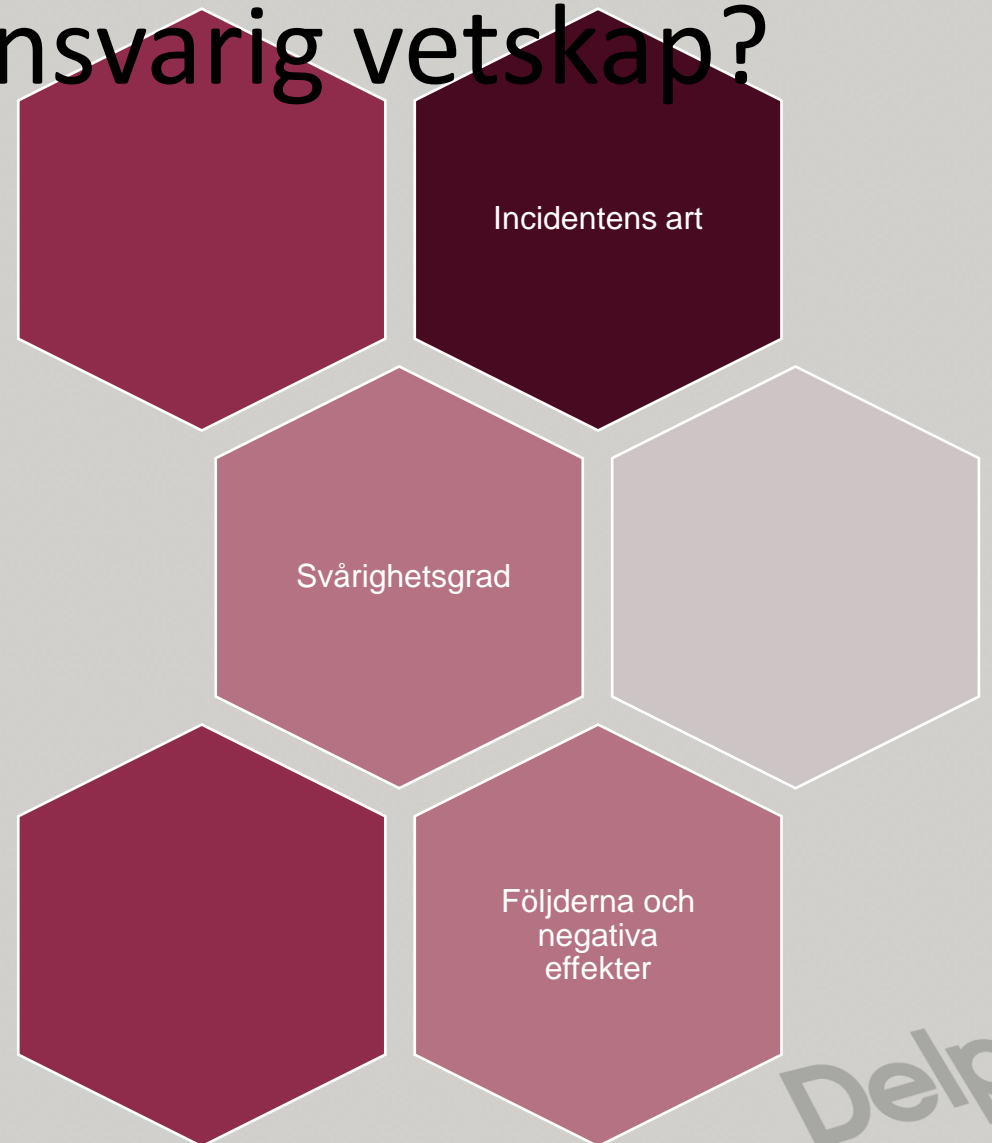 nsvarig vetskap?
Incidentens art
Svårighetsgrad
Följderna och
negativa
effekter
Delp